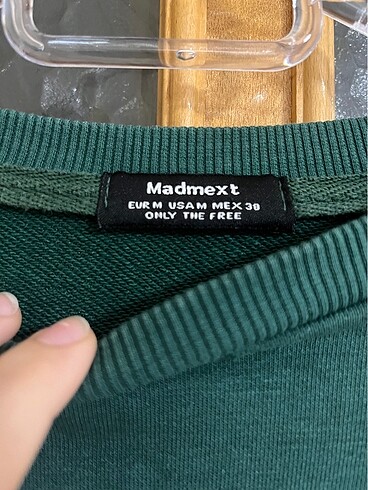 Madmext
EUR M USA M MEX 38
ONLY THE FREE